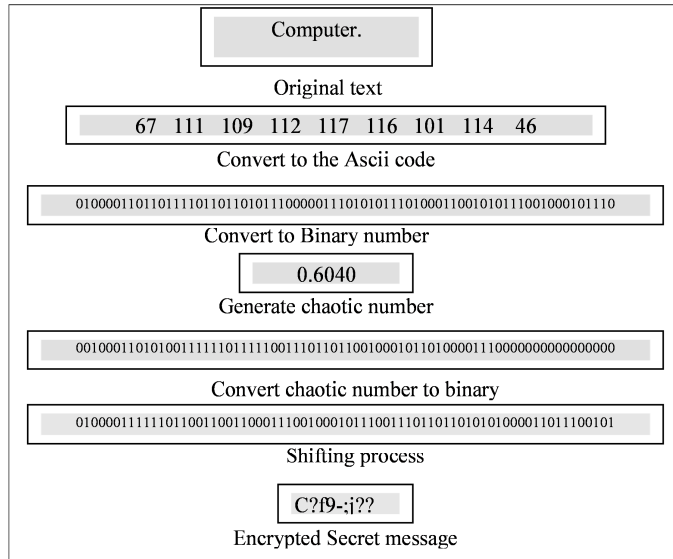 Computer.
Original text
67 111 109 112 117 116 101 114 46
Convert to the Ascii code
010000110110111101101101011100000111010101110100011001010111001000101110
Convert to Binary number
0.6040
Generate chaotic number
001000110101001111110111110011101101100100010110100001110000000000000000
Convert chaotic number to binary
01000011111101100110011000111001000101110011101101101010101000011011100101
Shifting process
C?f9-;j??
Encrypted Secret message